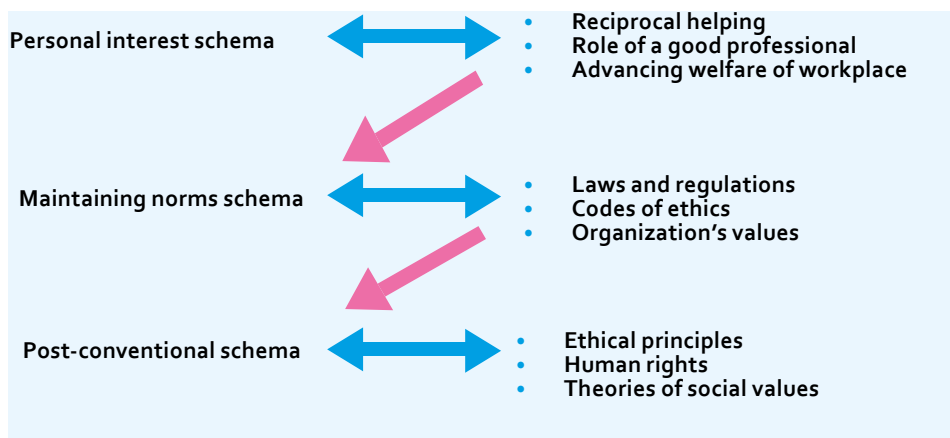 Personal interest schema
• Reciprocal helping
• Role of a good professional
• Advancing welfare of workplace
Maintaining norms schema
• Laws and regulations
• Codes of ethics
• Organization's values
Post-conventional schema
• Ethical principles
• Human rights
• Theories of social values